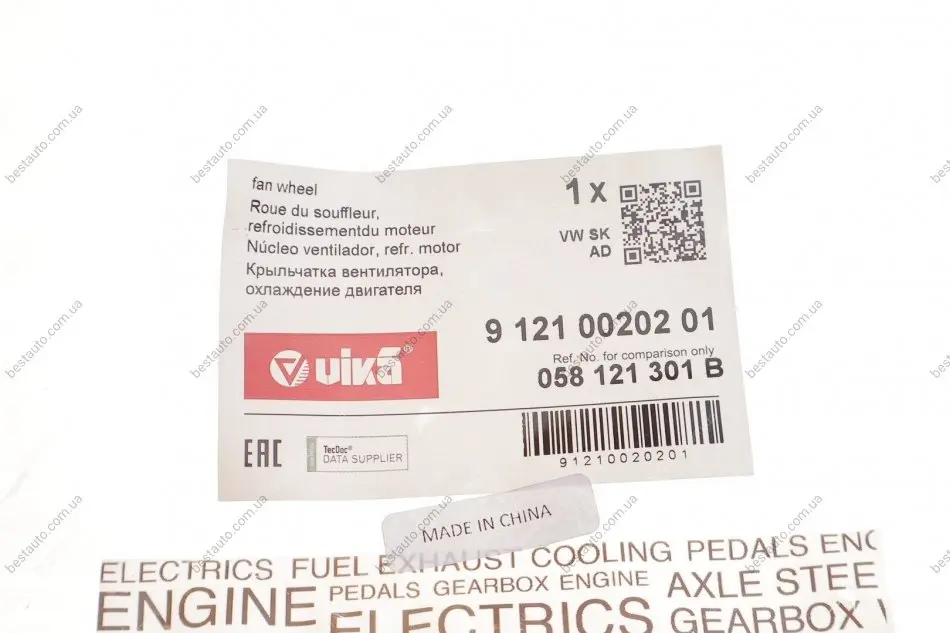 fan wheel
Roue du souffleur,
refroidissementdu moteur
Núcleo ventilador, refr. motor
Крыльчатка вентилятора,
охлаждение двигателя
1 x
VW SK
AD
9 121 00202 01
Ref. No. for comparison only
058 121 301 B
vika®
EAC
TecDoc®
DATA SUPPLIER
91210020201
MADE IN CHINA
ELECTRICS FUEL EXHAUST COOLING PEDALS ENG
ENGINE PEDALS GEARBOX ENGINE AXLE STEE
ELECTRICS GEARBOX
bestauto.com.ua